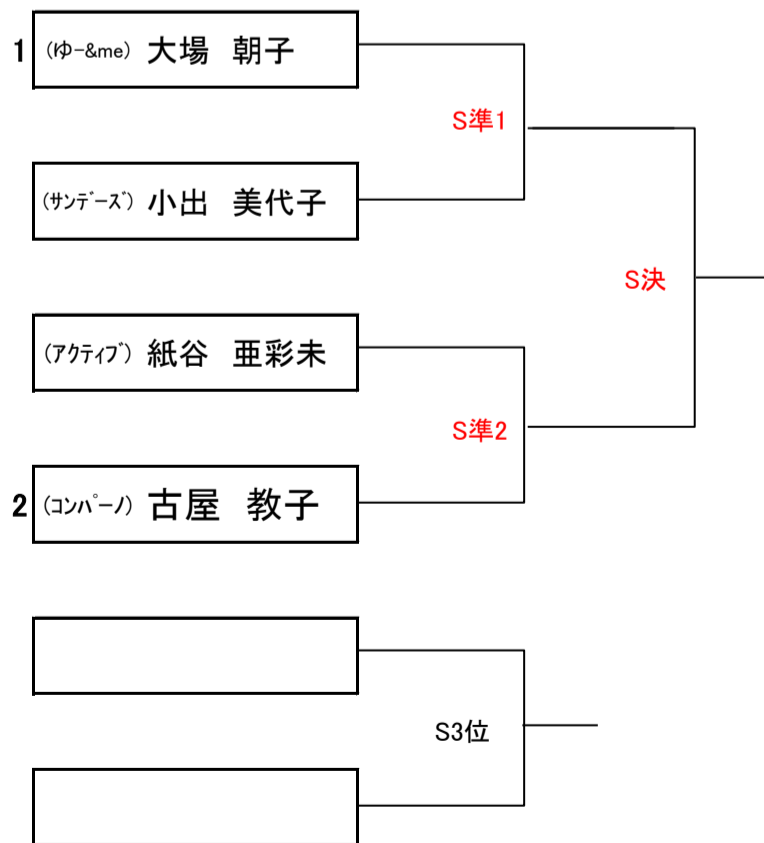 1 (ゆｰ&me) 大場 朝子
S準1
(ｻﾝﾃﾞｰｽﾞ) 小出 美代子
S決
(ｱｸﾃｨﾌﾞ) 紙谷 亜彩未
S準2
2 (ｺﾝﾊﾟｰﾉ) 古屋 教子
S3位